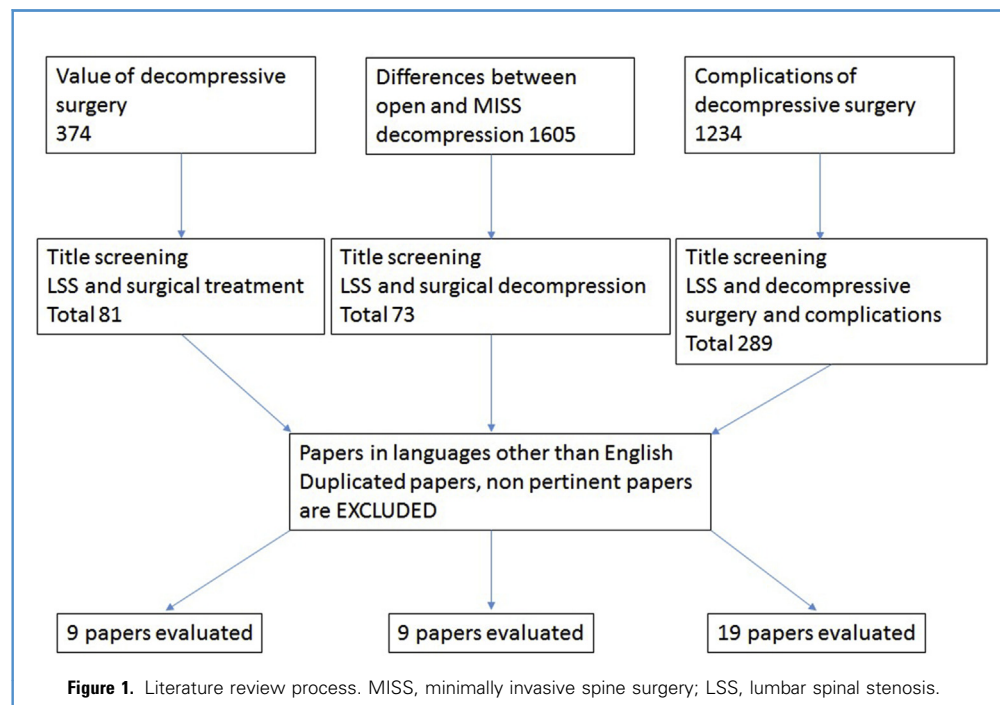 Value of decompressive
surgery
374
Differences between
open and MISS
decompression 1605
Complications of
decompressive surgery
1234
Title screening
LSS and surgical treatment
Total 81
Title screening
LSS and surgical decompression
Total 73
Title screening
LSS and decompressive
surgery and complications
Total 289
Papers in languages other than English
Duplicated papers, non pertinent papers
are EXCLUDED
9 papers evaluated
9 papers evaluated
19 papers evaluated
Figure 1. Literature review process. MISS, minimally invasive spine surgery; LSS, lumbar spinal stenosis.